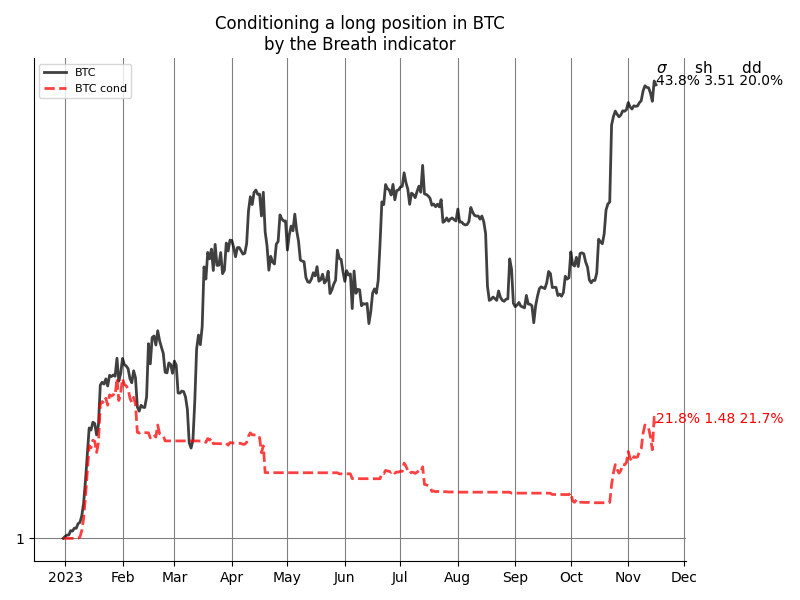 Conditioning a long position in BTC
by the Breath indicator
BTC
BTC cond
σ sh dd
43.8% 3.51 20.0%
21.8% 1.48 21.7%
1
2023 Feb Mar Apr May Jun Jul Aug Sep Oct Nov Dec